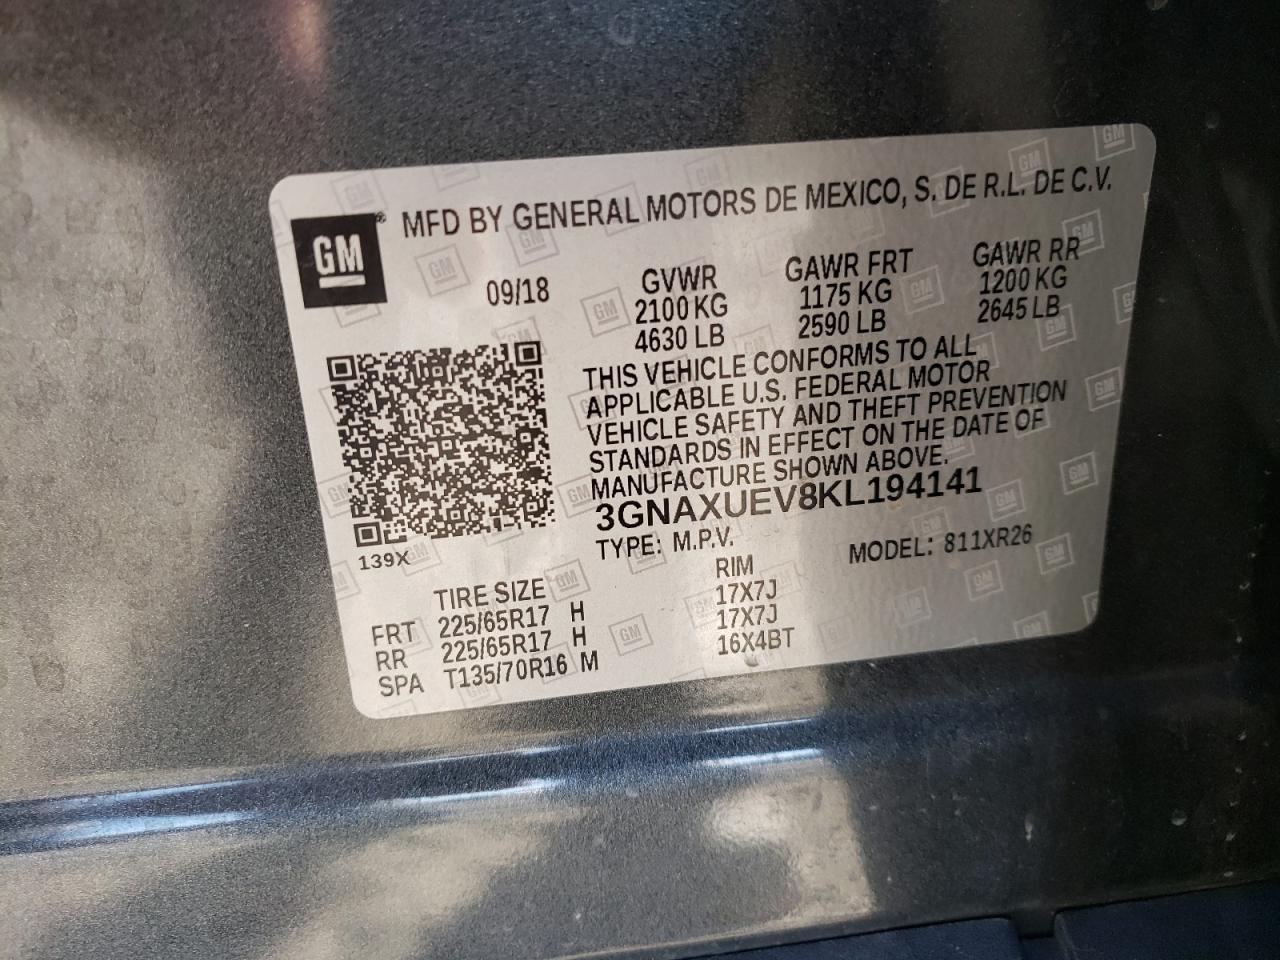 GM ® MFD BY GENERAL MOTORS DE MEXICO, S. DE R.L. DE C.V.
09/18
GVWR GAWR FRT GAWR RR
2100 KG 1175 KG 1200 KG
4630 LB 2590 LB 2645 LB
THIS VEHICLE CONFORMS TO ALL
APPLICABLE U.S. FEDERAL MOTOR
VEHICLE SAFETY AND THEFT PREVENTION
STANDARDS IN EFFECT ON THE DATE OF
MANUFACTURE SHOWN ABOVE.
3GNAXUEV8KL194141
TYPE: M.P.V. MODEL: 811XR26
139X
TIRE SIZE RIM
FRT 225/65R17 H 17X7J
RR 225/65R17 H 17X7J
SPA T135/70R16 M 16X4BT